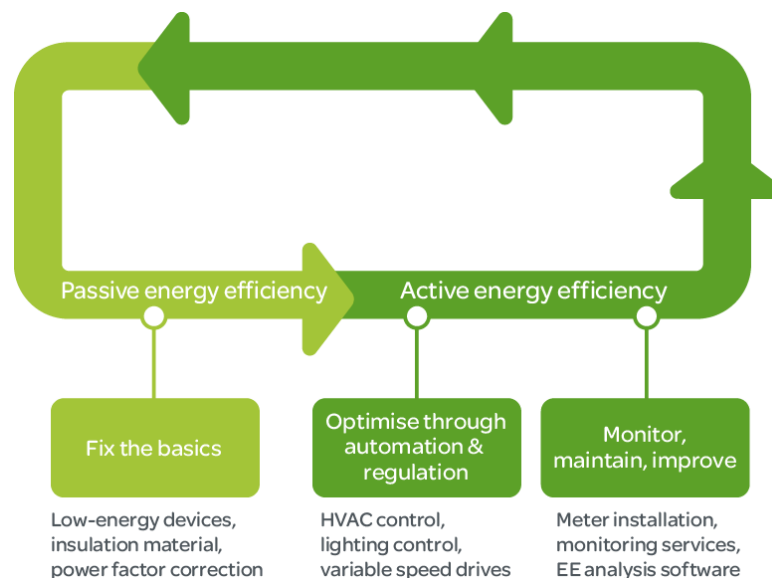 Passive energy efficiency
Active energy efficiency
Fix the basics
Optimise through
automation &
regulation
Monitor,
maintain, improve
Low-energy devices,
insulation material,
power factor correction
HVAC control,
lighting control,
variable speed drives
Meter installation,
monitoring services,
EE analysis software